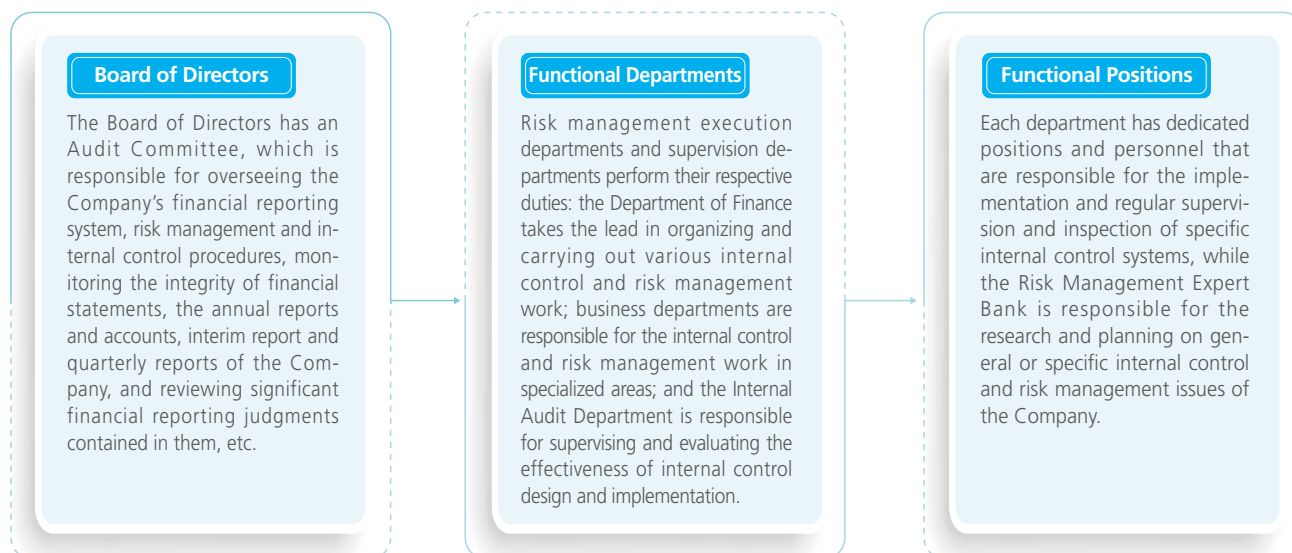 Board of Directors
The Board of Directors has an
Audit Committee, which is
responsible for overseeing the
Company's financial reporting
system, risk management and in-
ternal control procedures, mon-
itoring the integrity of financial
statements, the annual reports
and accounts, interim report and
quarterly reports of the Com-
pany, and reviewing significant
financial reporting judgments
contained in them, etc.
Functional Departments
Risk management execution
departments and supervision de-
partments perform their respective
duties: the Department of Finance
takes the lead in organizing and
carrying out various internal
control and risk management
work; business departments are
responsible for the internal control
and risk management work in
specialized areas; and the Internal
Audit Department is responsible
for supervising and evaluating the
effectiveness of internal control
design and implementation.
Functional Positions
Each department has dedicated
positions and personnel that
are responsible for the imple-
mentation and regular supervi-
sion and inspection of specific
internal control systems, while
the Risk Management Expert
Bank is responsible for the
research and planning on gen-
eral or specific internal control
and risk management issues of
the Company.